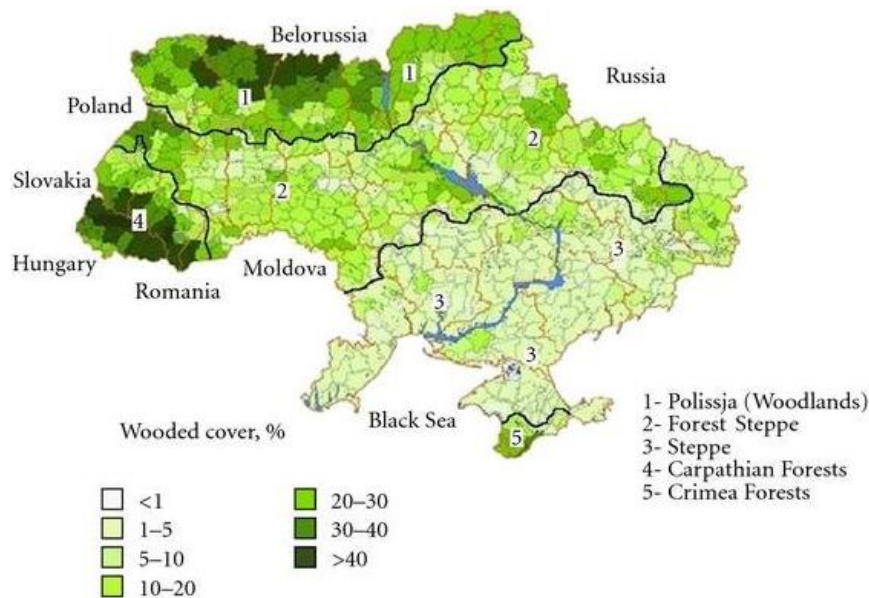 Belorussia
Russia
1
1
Poland
2
Slovakia
2
4
Hungary
Moldova
3
Romania
3
3
Black Sea
5
1- Polissja (Woodlands)
2- Forest Steppe
3- Steppe
4- Carpathian Forests
5- Crimea Forests
Wooded cover, %
<1
1–5
5–10
10–20
20–30
30–40
>40